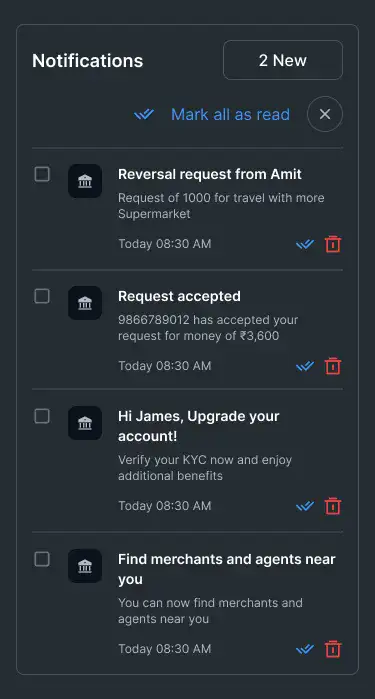 Notifications
2 New
Mark all as read
Reversal request from Amit
Request of 1000 for travel with more
Supermarket
Today 08:30 AM
Request accepted
9866789012 has accepted your
request for money of ₹3,600
Today 08:30 AM
Hi James, Upgrade your
account!
Verify your KYC now and enjoy
additional benefits
Today 08:30 AM
Find merchants and agents near
you
You can now find merchants and
agents near you
Today 08:30 AM